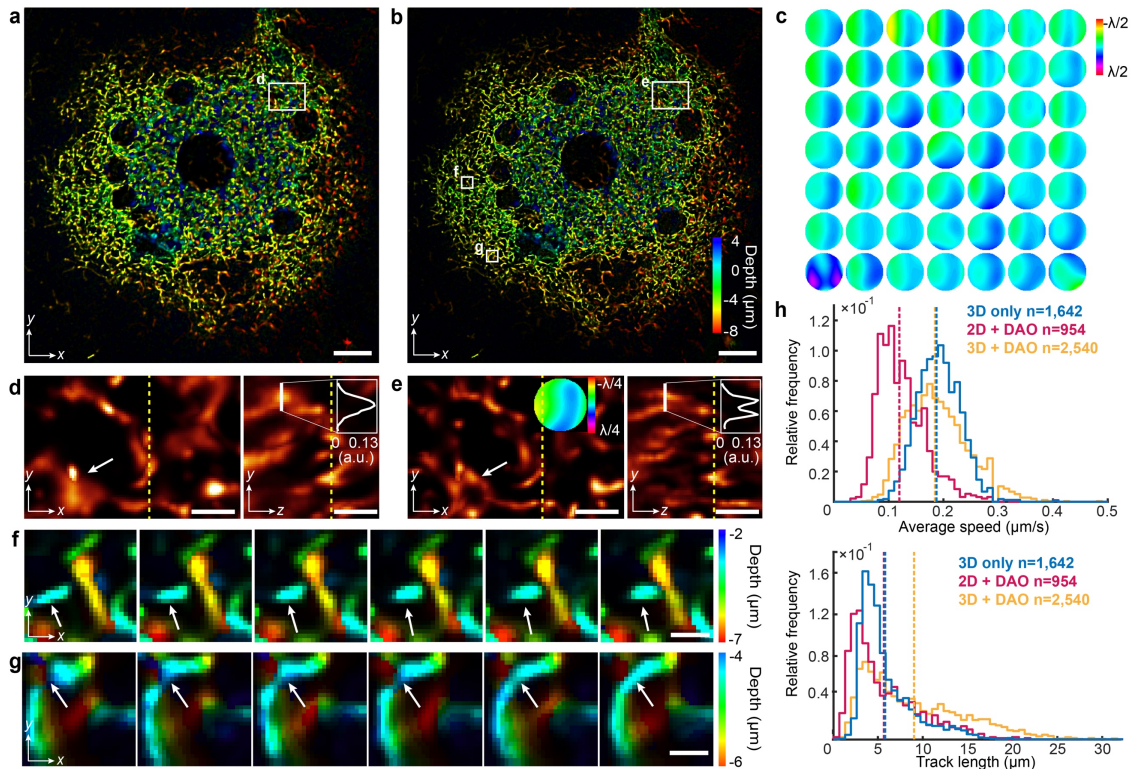 a
d
y
x
b
e
f
g
4
0
-4
-8
Depth (μm)
y
x
c
-λ/2
λ/2
d
y
x
0 0.13
(a.u.)
y
z
e
-λ/4
λ/4
y
x
0 0.13
(a.u.)
y
z
f
y
x
-2
-7
Depth (μm)
g
y
x
-4
-6
Depth (μm)
h
×10⁻¹
1.2
1.0
0.8
0.6
0.4
0.2
Relative frequency
3D only n=1,642
2D + DAO n=954
3D + DAO n=2,540
0 0.1 0.2 0.3 0.4 0.5
Average speed (μm/s)
×10⁻¹
1.6
1.2
0.8
0.4
Relative frequency
3D only n=1,642
2D + DAO n=954
3D + DAO n=2,540
0 5 10 15 20 25 30
Track length (μm)